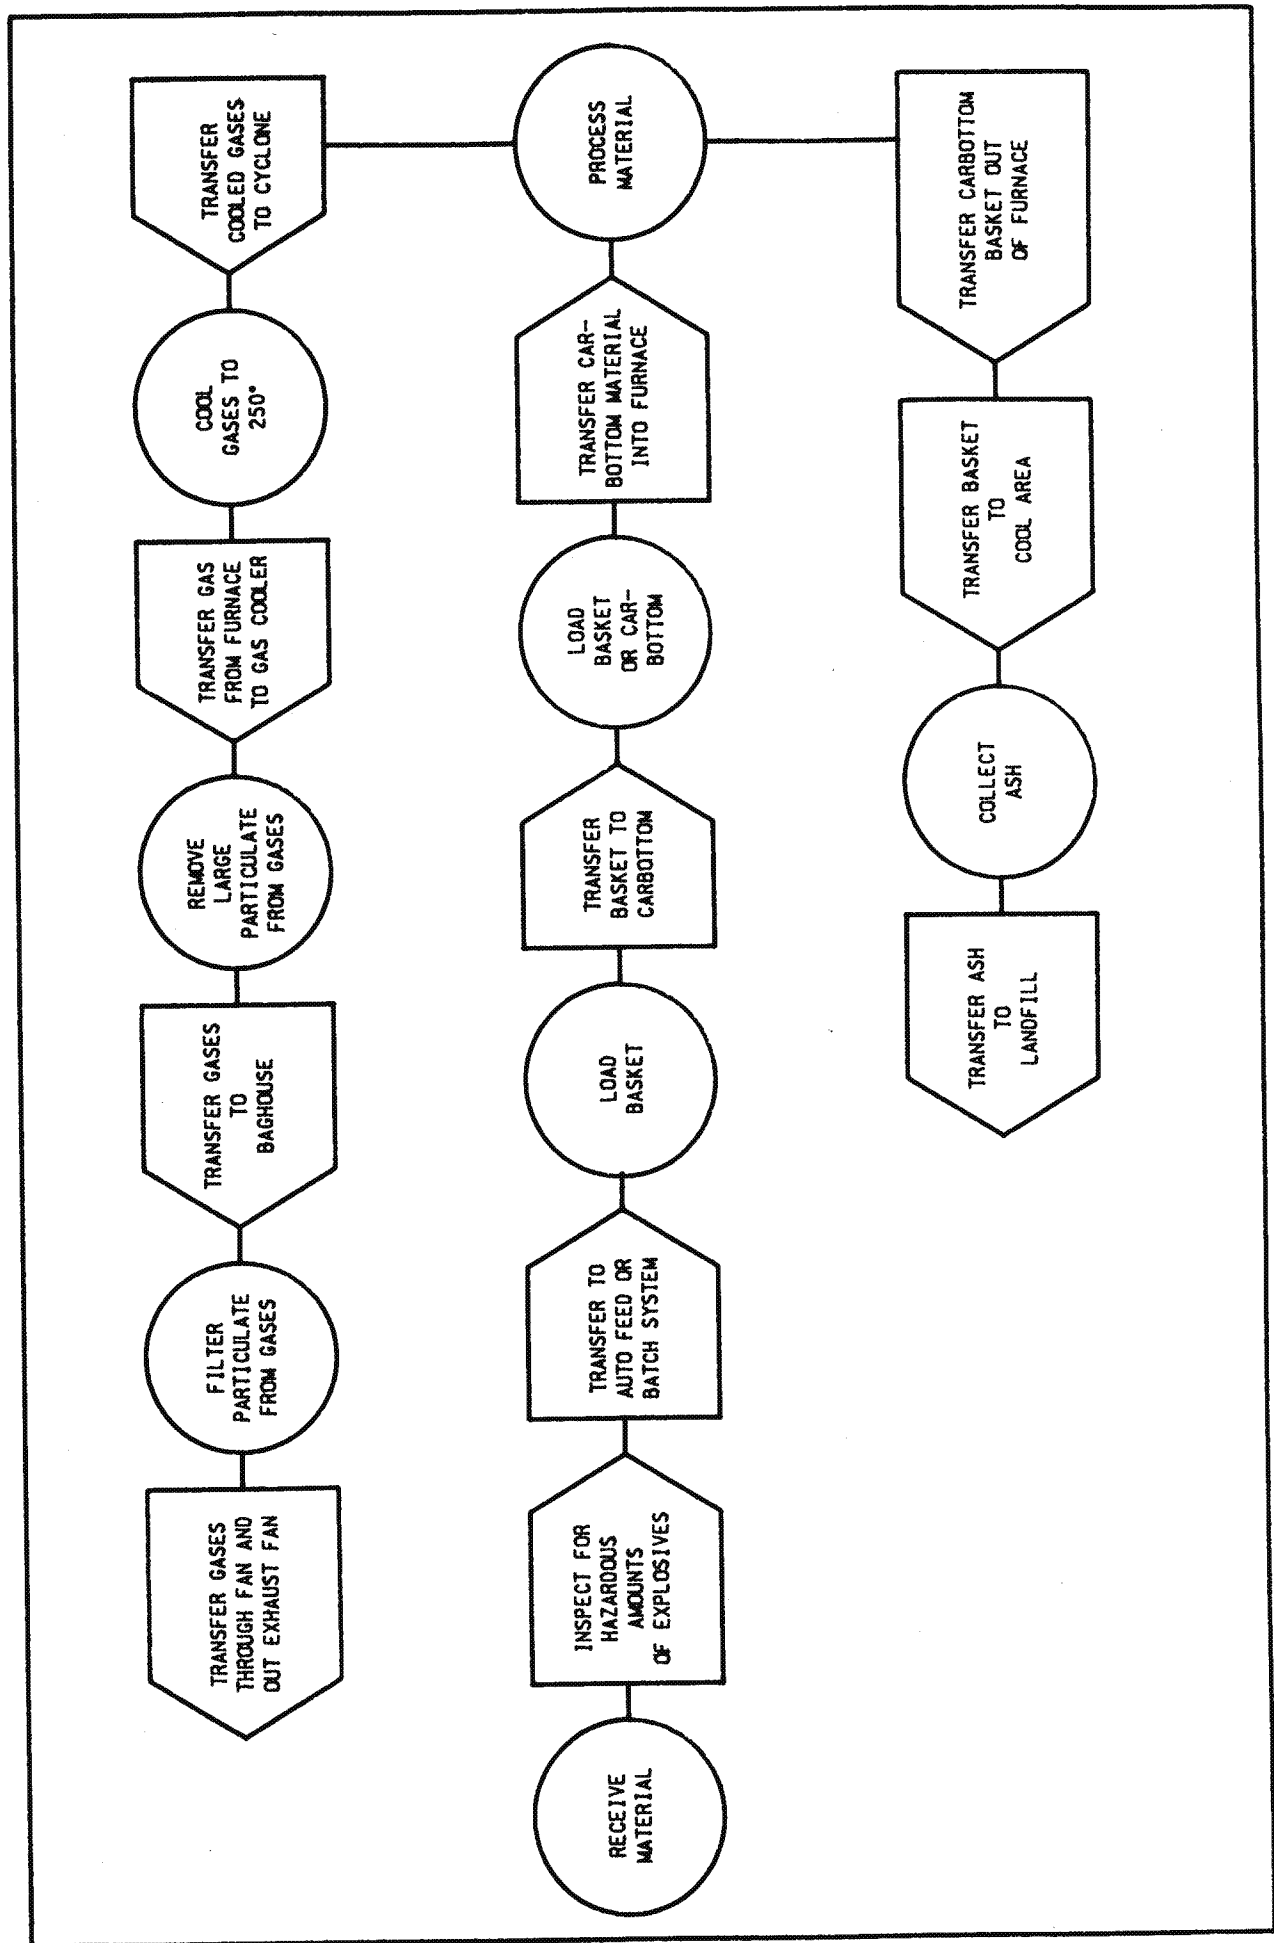 TRANSFER GASES
THROUGH FAN AND
OUT EXHAUST FAN
FILTER
PARTICULATE
FROM GASES
TRANSFER GASES
TO
BAGHOUSE
REMOVE
LARGE
PARTICULATE
FROM GASES
TRANSFER GAS
FROM FURNACE
TO GAS COOLER
COOL
GASES TO
250°
TRANSFER
COOLED GASES
TO CYCLONE
RECEIVE
MATERIAL
INSPECT FOR
HAZARDOUS
AMOUNTS
OF EXPLOSIVES
TRANSFER TO
AUTO FEED OR
BATCH SYSTEM
LOAD
BASKET
TRANSFER
BASKET TO
CARBOTTOM
LOAD
BASKET
OR CAR-
BOTTOM
TRANSFER CAR-
BOTTOM MATERIAL
INTO FURNACE
PROCESS
MATERIAL
TRANSFER ASH
TO
LANDFILL
COLLECT
ASH
TRANSFER BASKET
TO
COOL AREA
TRANSFER CARBOTTOM
BASKET OUT
OF FURNACE